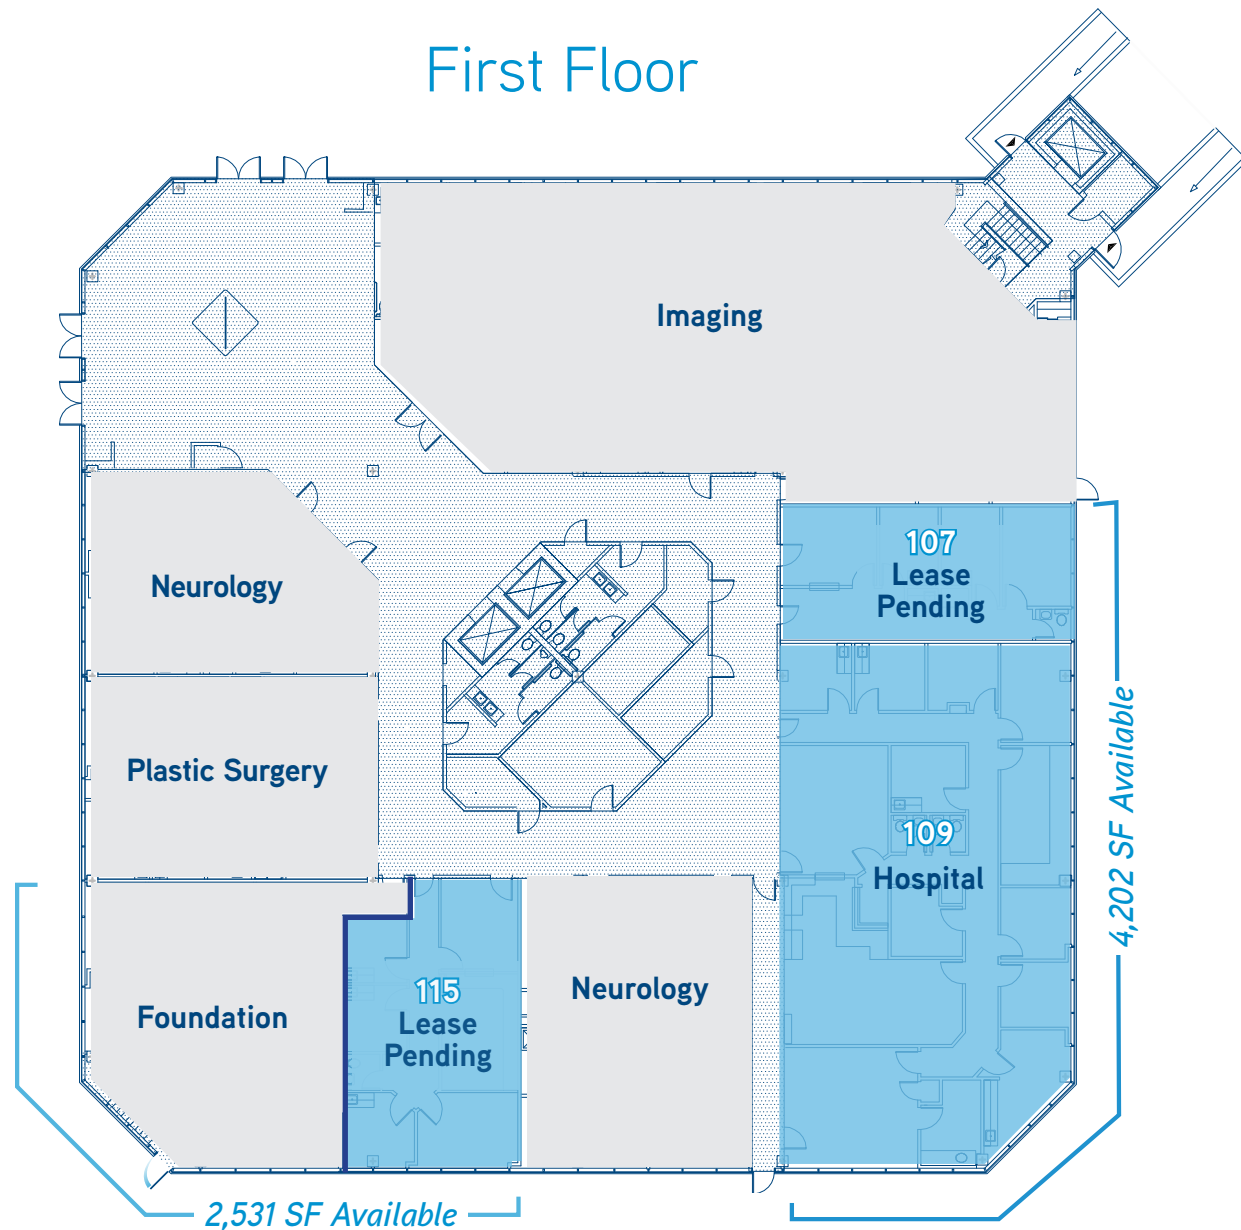 First Floor
Imaging
107
Lease
Pending
Neurology
Plastic Surgery
109
Hospital
4,202 SF Available
115
Lease
Pending
Neurology
Foundation
2,531 SF Available